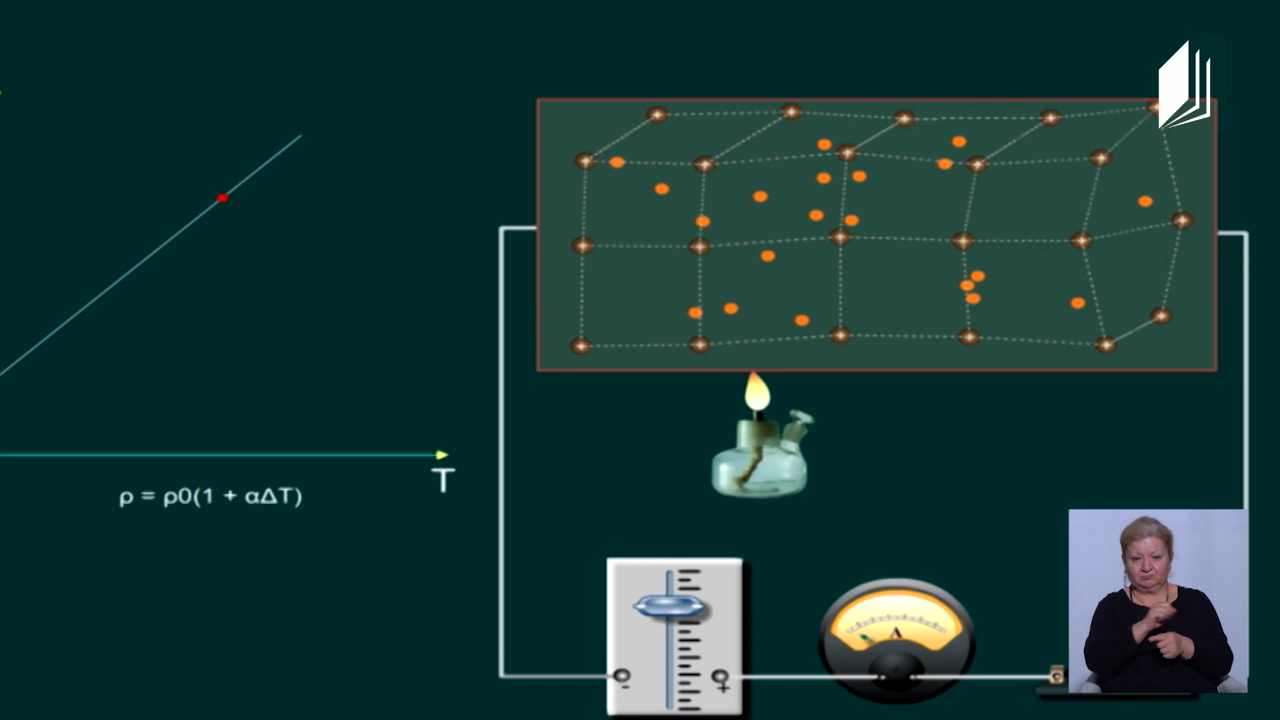 T
ρ = ρ0(1 + αΔT)
A
- +